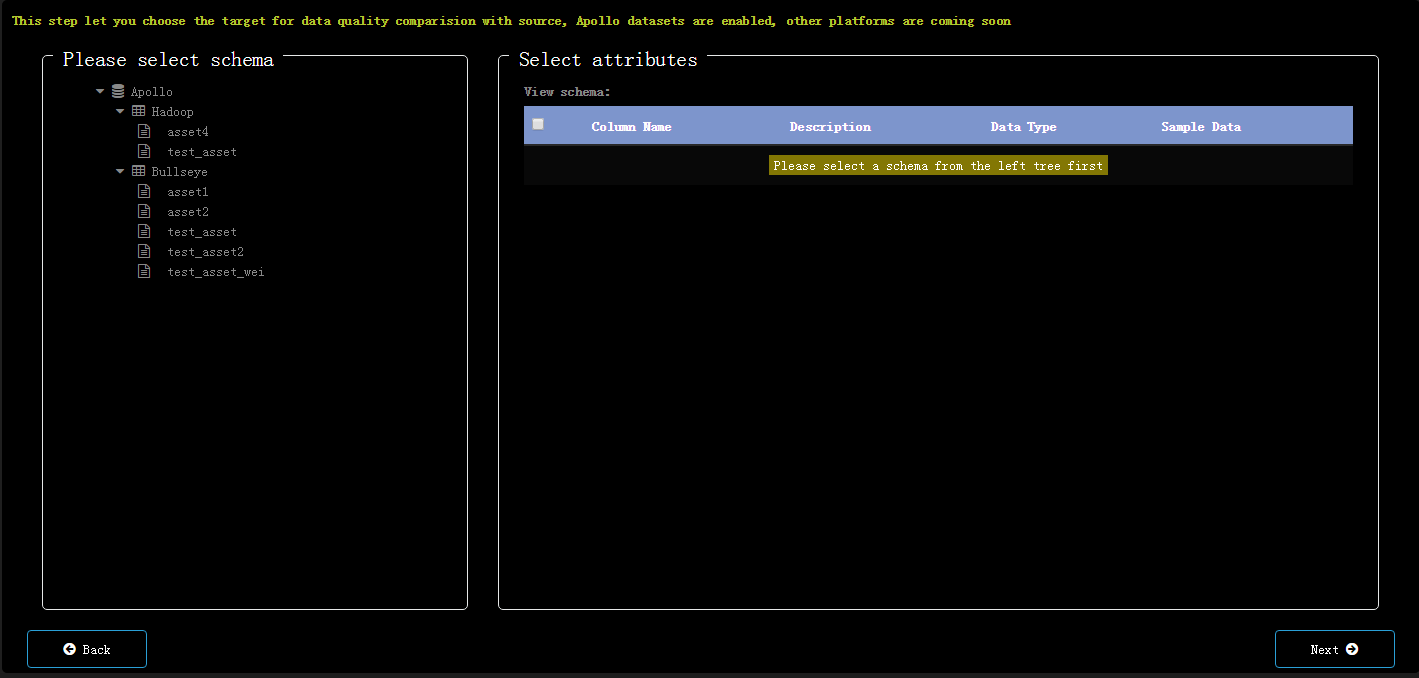 This step let you choose the target for data quality comparision with source, Apollo datasets are enabled, other platforms are coming soon
Please select schema
Apollo
Hadoop
asset4
test_asset
Bullseye
asset1
asset2
test_asset
test_asset2
test_asset_wei
Select attributes
View schema:
Column Name Description Data Type Sample Data
Please select a schema from the left tree first
Back
Next